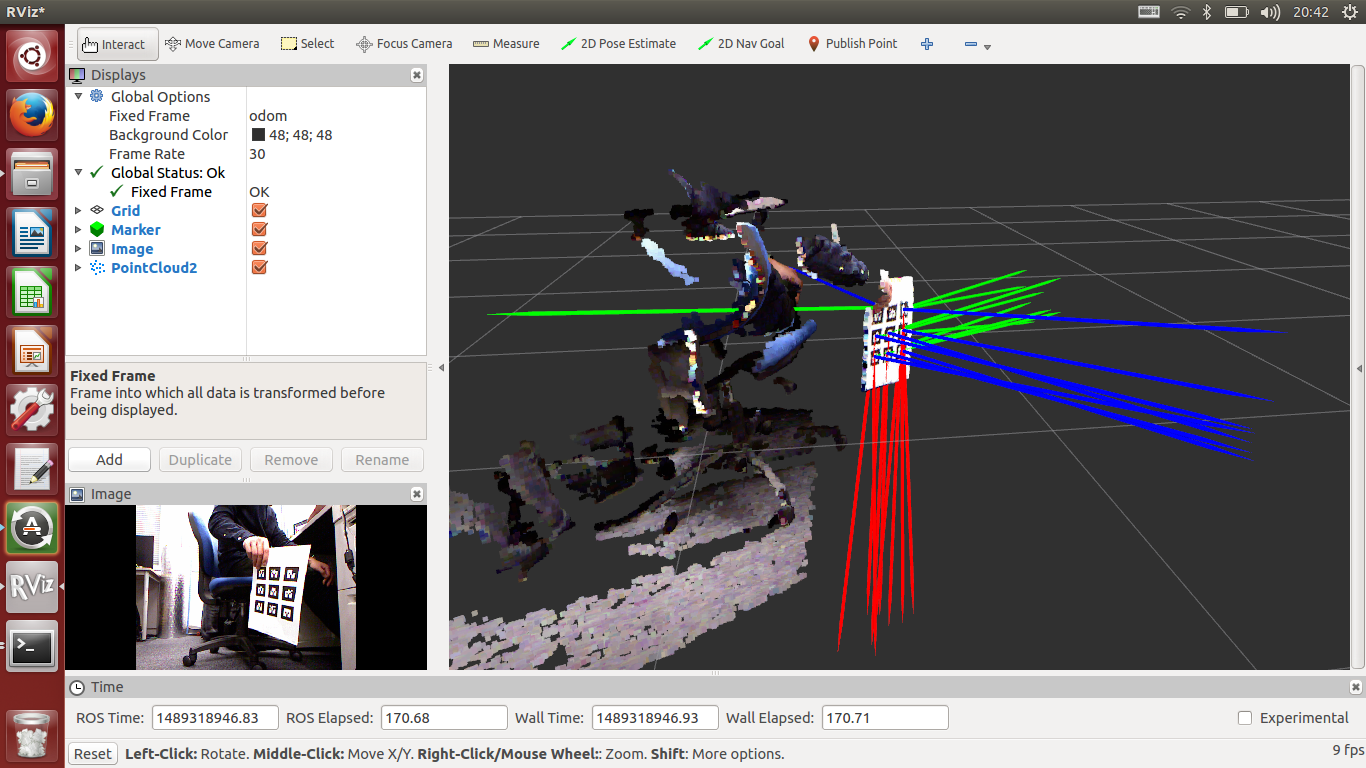 RViz*
20:42
Interact Move Camera Select Focus Camera Measure 2D Pose Estimate 2D Nav Goal Publish Point
Displays
Global Options
Fixed Frame odom
Background Color 48; 48; 48
Frame Rate 30
Global Status: Ok
Fixed Frame OK
Grid
Marker
Image
PointCloud2
Fixed Frame
Frame into which all data is transformed before
being displayed.
Add Duplicate Remove Rename
Image
RViz
Time
ROS Time: 1489318946.83 ROS Elapsed: 170.68 Wall Time: 1489318946.93 Wall Elapsed: 170.71 Experimental
Reset Left-Click: Rotate. Middle-Click: Move X/Y. Right-Click/Mouse Wheel:: Zoom. Shift: More options. 9 fps